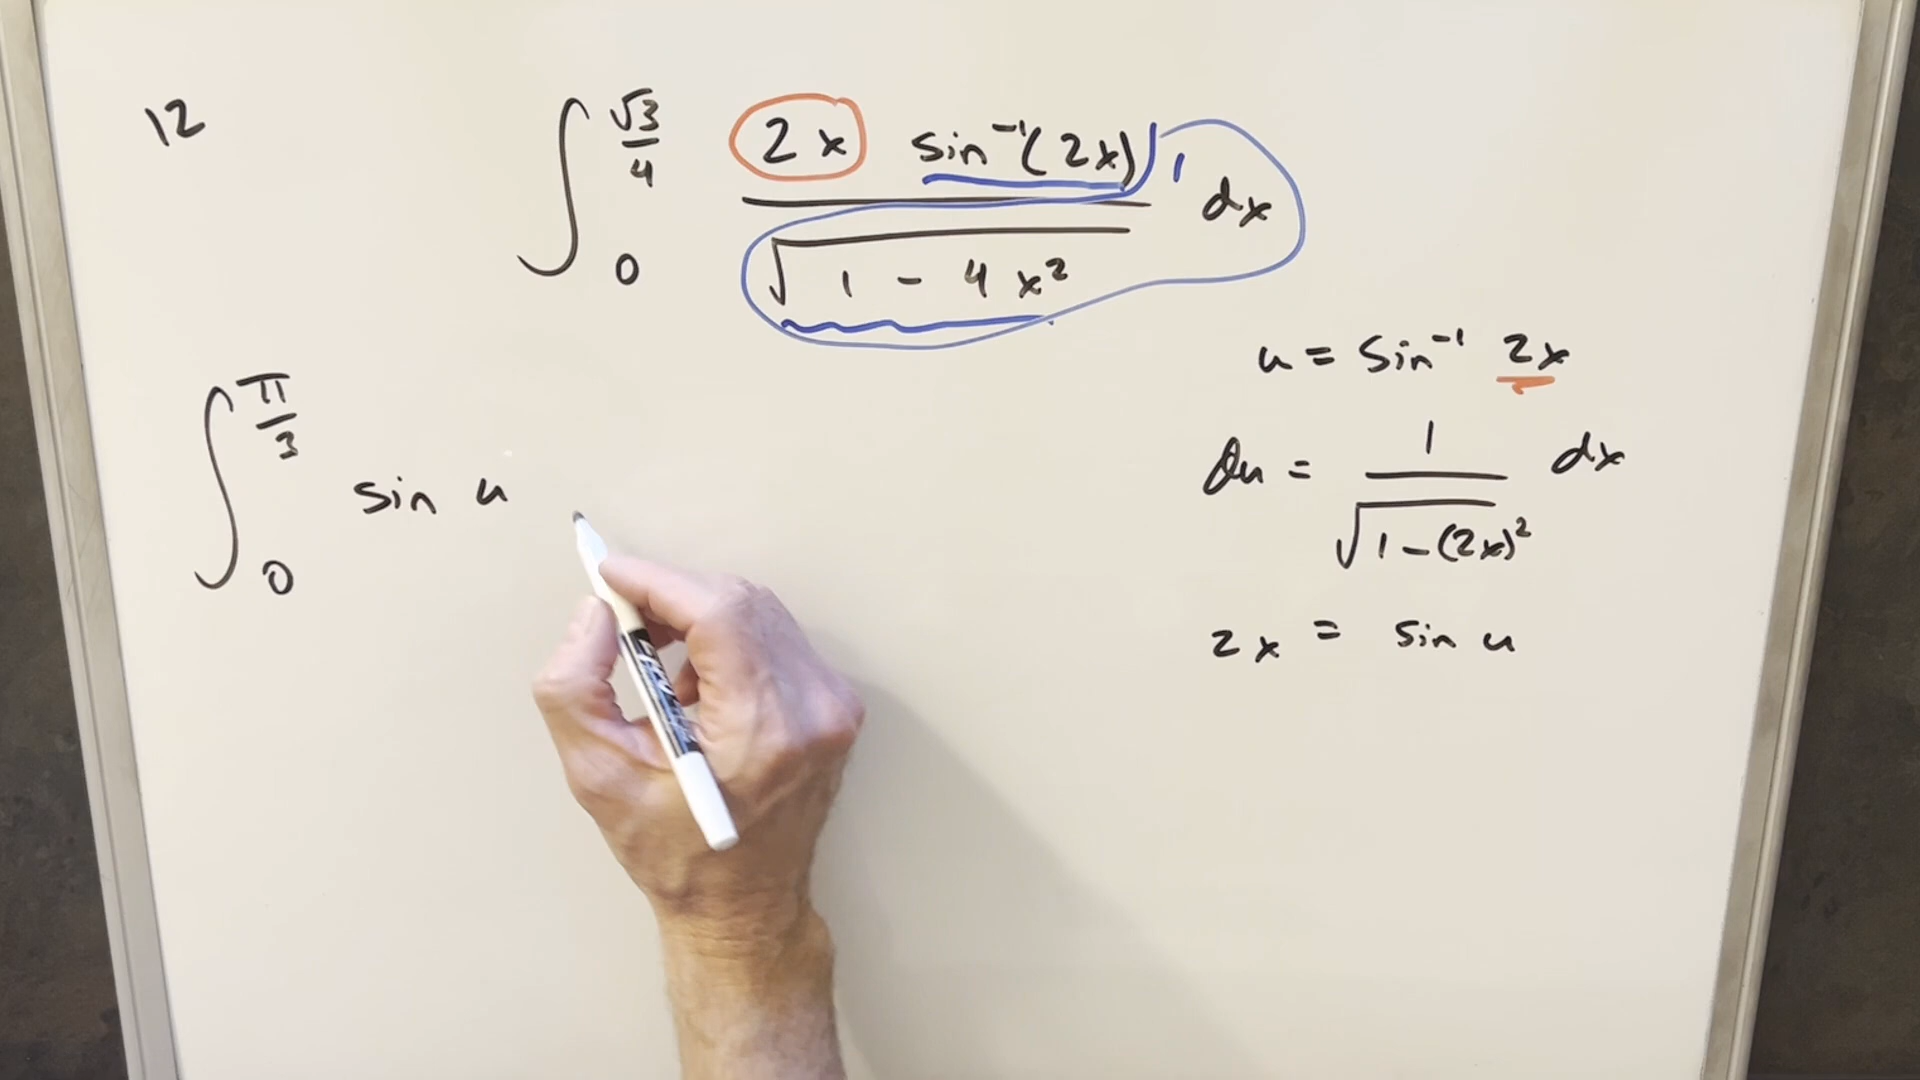 12
∫₀^(√3/4) (2x sin⁻¹(2x)) / √(1 - 4x²) 1 dx
u = sin⁻¹ 2x
du = 1 / √(1-(2x)²) dx
2x = sin u
∫₀^(π/3) sin u